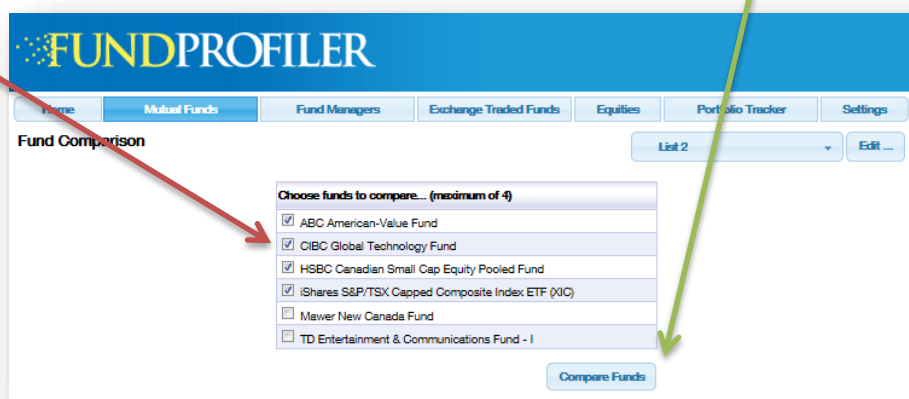 FUNDPROFILER
Home Mutual Funds Fund Managers Exchange Traded Funds Equities Portfolio Tracker Settings
Fund Comparison List 2 Edit ...
Choose funds to compare... (maximum of 4)
ABC American-Value Fund
CIBC Global Technology Fund
HSBC Canadian Small Cap Equity Pooled Fund
iShares S&P/TSX Capped Composite Index ETF (XIC)
Mawer New Canada Fund
TD Entertainment & Communications Fund - I
Compare Funds